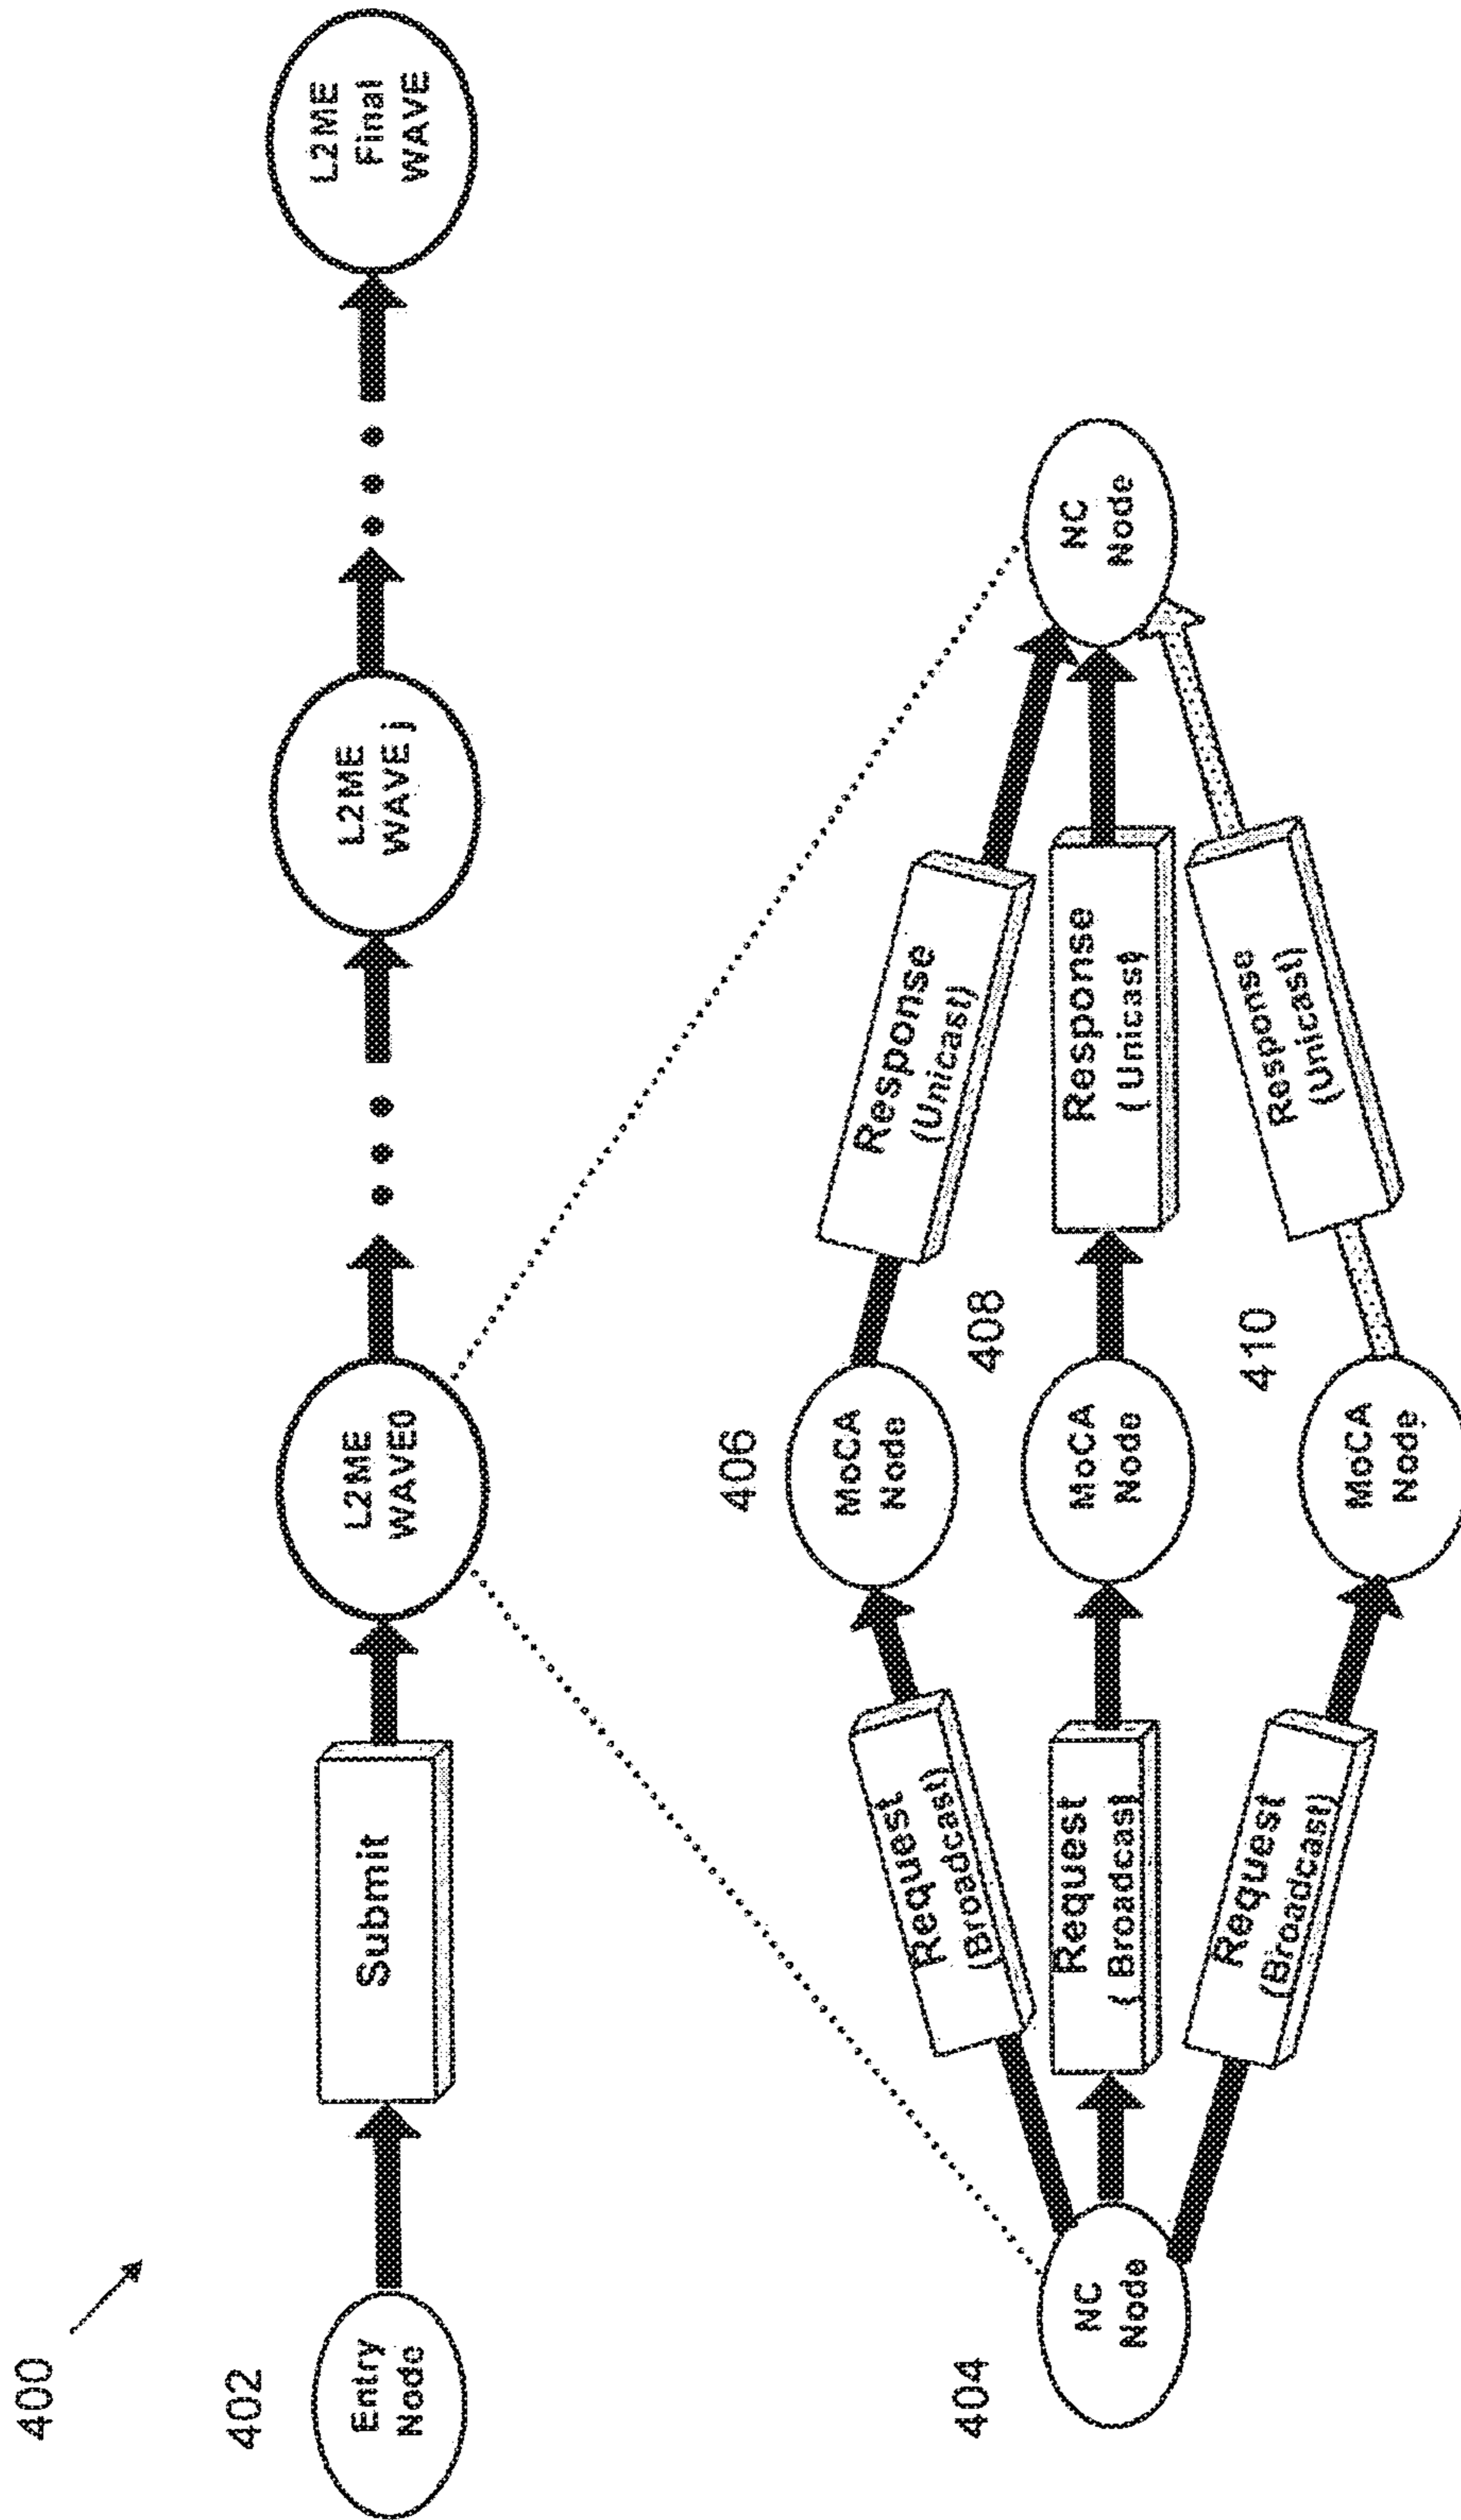 400
402
Entry
Node
Submit
L2ME
WAVE0
L2ME
WAVE j
L2ME
Final
WAVE
404
NC
Node
Request
(Broadcast)
Request
( Broadcast)
Request
(Broadcast)
406
MoCA
Node
408
MoCA
Node
410
MoCA
Node
Response
(Unicast)
Response
( Unicast)
Response
(Unicast)
NC
Node